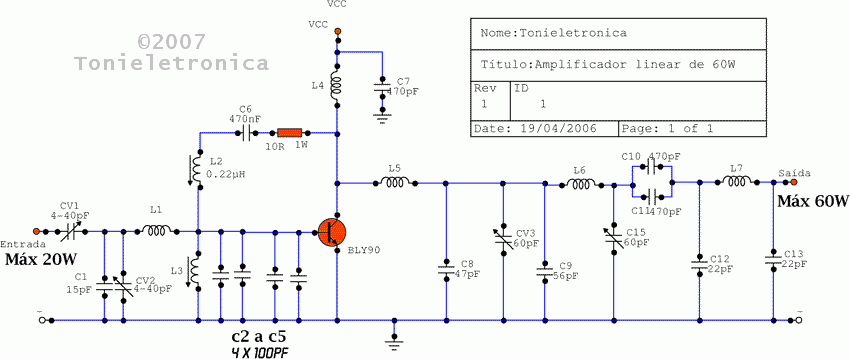 ©2007
Tonieletronica
VCC
VCC
Nome:Tonieletronica
Título:Amplificador linear de 60W
Rev
1
ID
1
Date: 19/04/2006
Page: 1 of 1
L4
C7
470pF
C6
470nF
10R
1W
L2
0.22µH
L5
L6
C10 470pF
C11 470pF
L7
Saída
Máx 60W
CV1
4-40pF
L1
Entrada
Máx 20W
BLY90
C1
15pF
CV2
4-40pF
L3
C8
47pF
CV3
60pF
C9
56pF
C15
60pF
C12
22pF
C13
22pF
c2 a c5
4 X 100PF
-
-